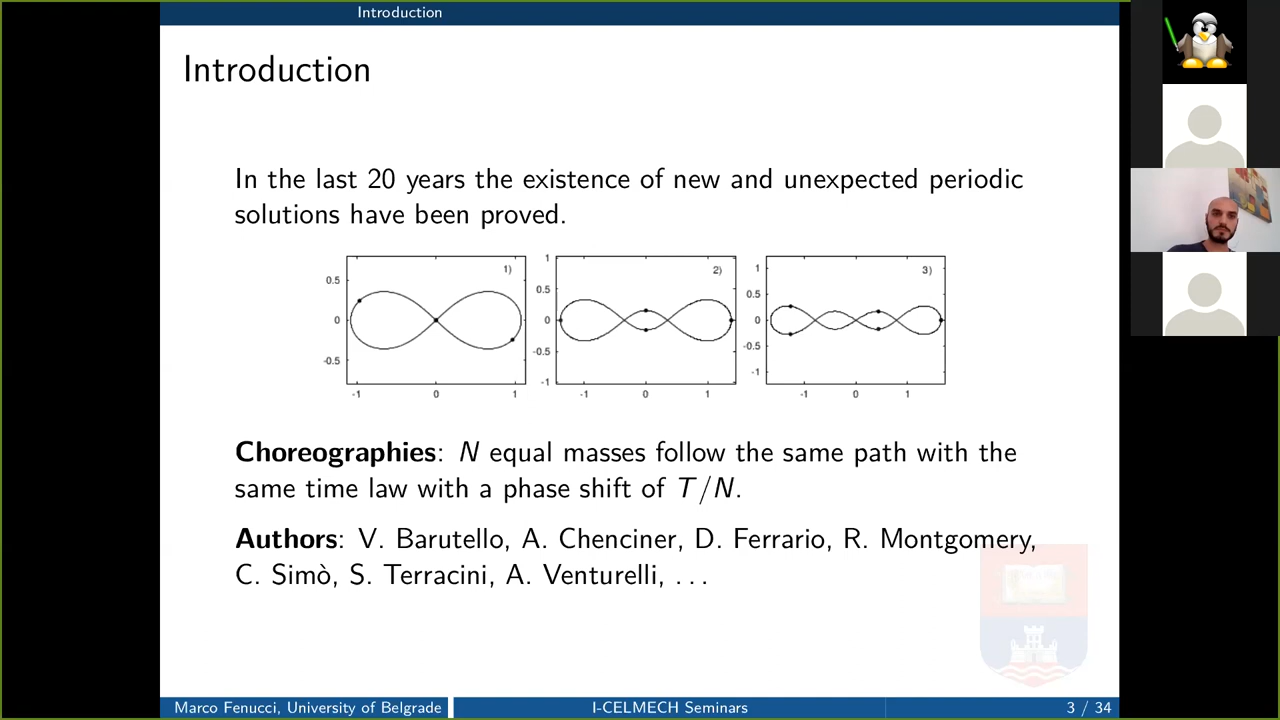 Introduction
Introduction
In the last 20 years the existence of new and unexpected periodic
solutions have been proved.
1)
0.5
0
-0.5
-1 0 1
2)
1
0.5
0
-0.5
-1
-1 0 1
3)
1
0.5
0
-0.5
-1
-1 0 1
Choreographies: N equal masses follow the same path with the
same time law with a phase shift of T/N.
Authors: V. Barutello, A. Chenciner, D. Ferrario, R. Montgomery,
C. Simò, S. Terracini, A. Venturelli, ...
Marco Fenucci, University of Belgrade I-CELMECH Seminars 3 / 34